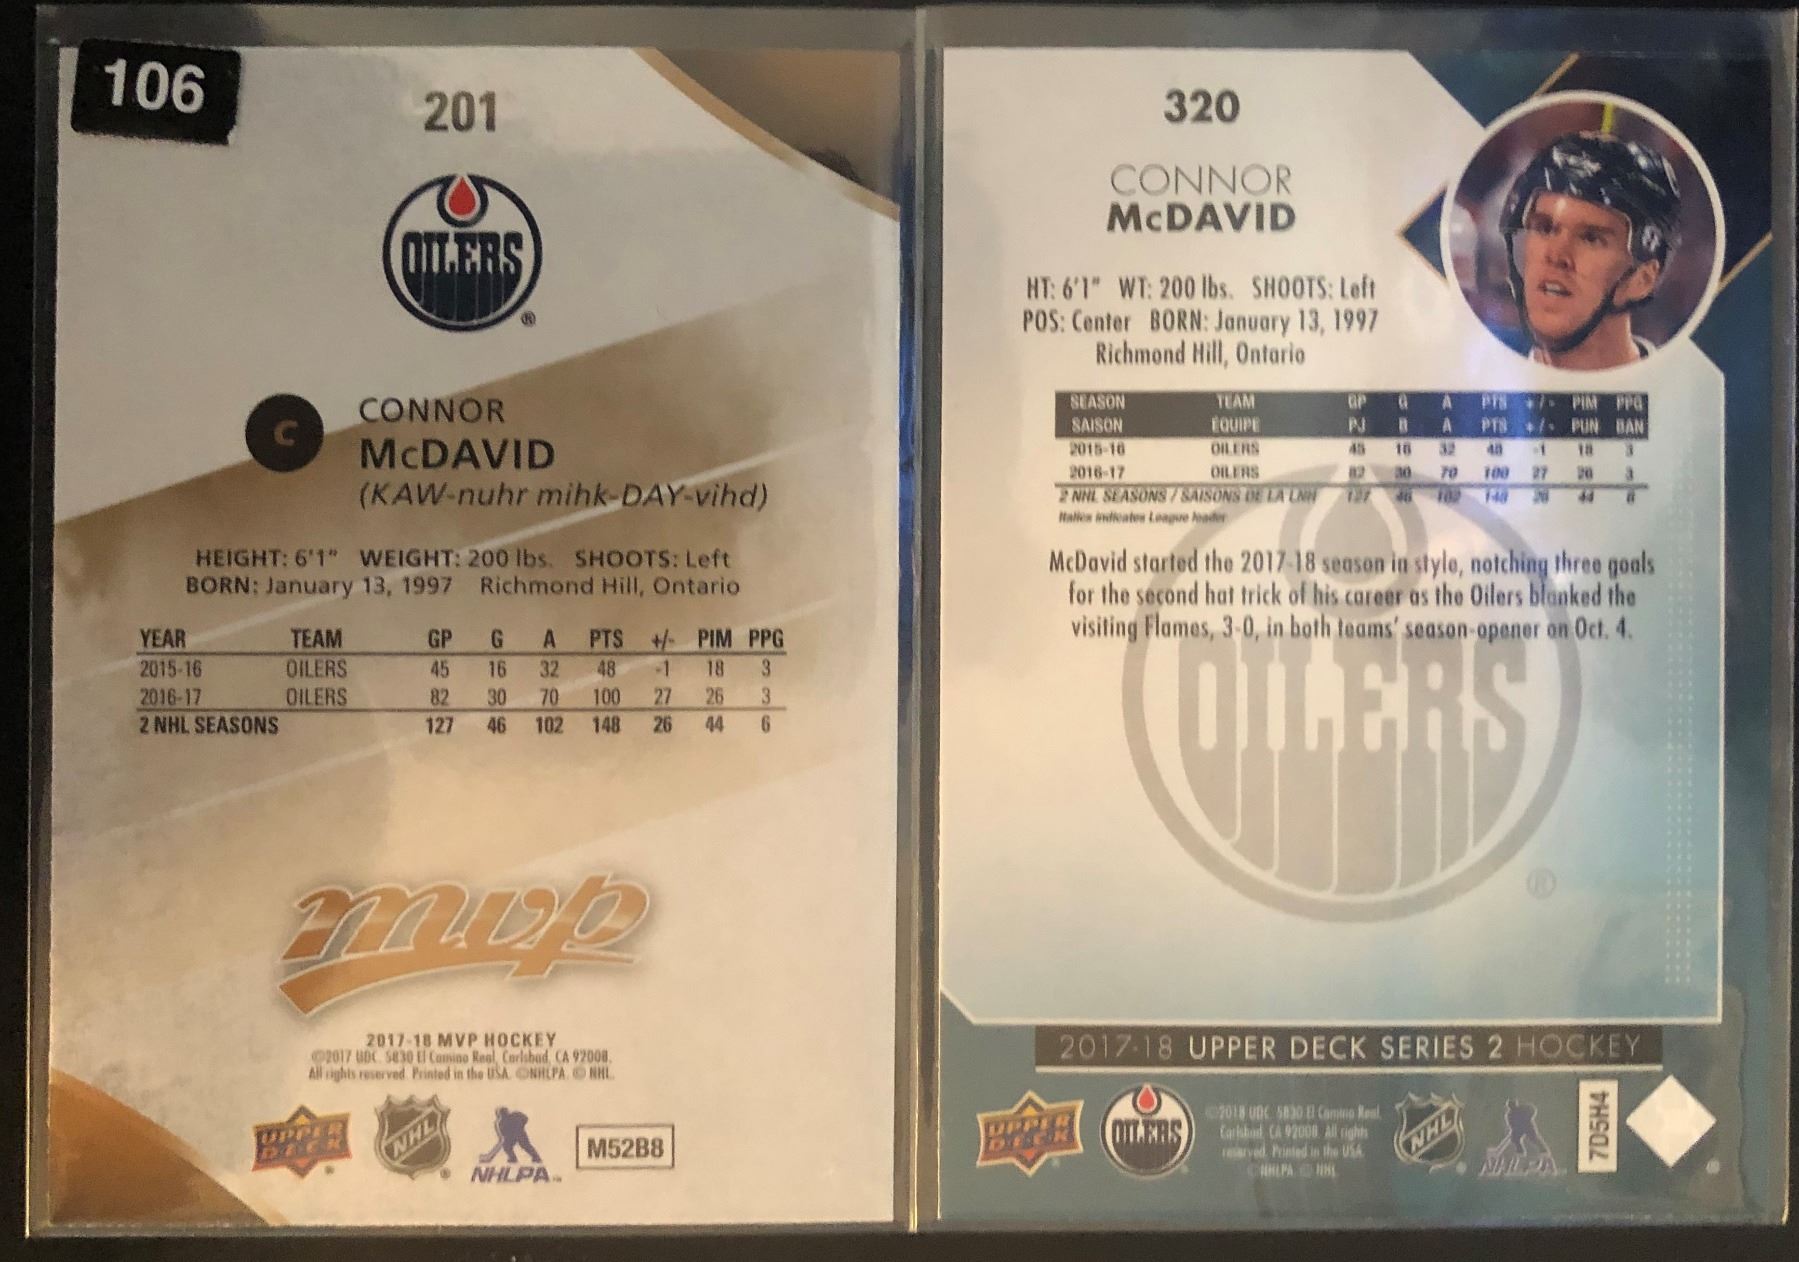 106
201
OILERS
®
C
CONNOR
McDAVID
(KAW-nuhr mihk-DAY-vihd)
HEIGHT: 6'1" WEIGHT: 200 lbs. SHOOTS: Left
BORN: January 13, 1997 Richmond Hill, Ontario
YEAR TEAM GP G A PTS +/- PIM PPG
2015-16 OILERS 45 16 32 48 -1 18 3
2016-17 OILERS 82 30 70 100 27 26 3
2 NHL SEASONS 127 46 102 148 26 44 6
mvp
2017-18 MVP HOCKEY
©2017 UDC. 5830 El Camino Real, Carlsbad, CA 92008.
All rights reserved. Printed in the USA. ©NHLPA. © NHL.
UPPER DECK
NHL
NHLPA
M52B8
320
CONNOR
McDAVID
HT: 6'1" WT: 200 lbs. SHOOTS: Left
POS: Center BORN: January 13, 1997
Richmond Hill, Ontario
SEASON TEAM GP G A PTS +/- PIM PPG
SAISON ÉQUIPE PJ B A PTS +/- PUN BAN
2015-16 OILERS 45 16 32 48 -1 18 3
2016-17 OILERS 82 30 70 100 27 26 3
2 NHL SEASONS / SAISONS DE LA LNH 127 46 102 148 26 44 6
Italics indicates League leader
McDavid started the 2017-18 season in style, notching three goals
for the second hat trick of his career as the Oilers blanked the
visiting Flames, 3-0, in both teams' season-opener on Oct. 4.
OILERS
®
2017-18 UPPER DECK SERIES 2 HOCKEY
UPPER DECK
OILERS
©2018 UDC. 5830 El Camino Real,
Carlsbad, CA 92008. All rights
reserved. Printed in the USA.
©NHLPA. © NHL.
NHL
NHLPA
7D5H4